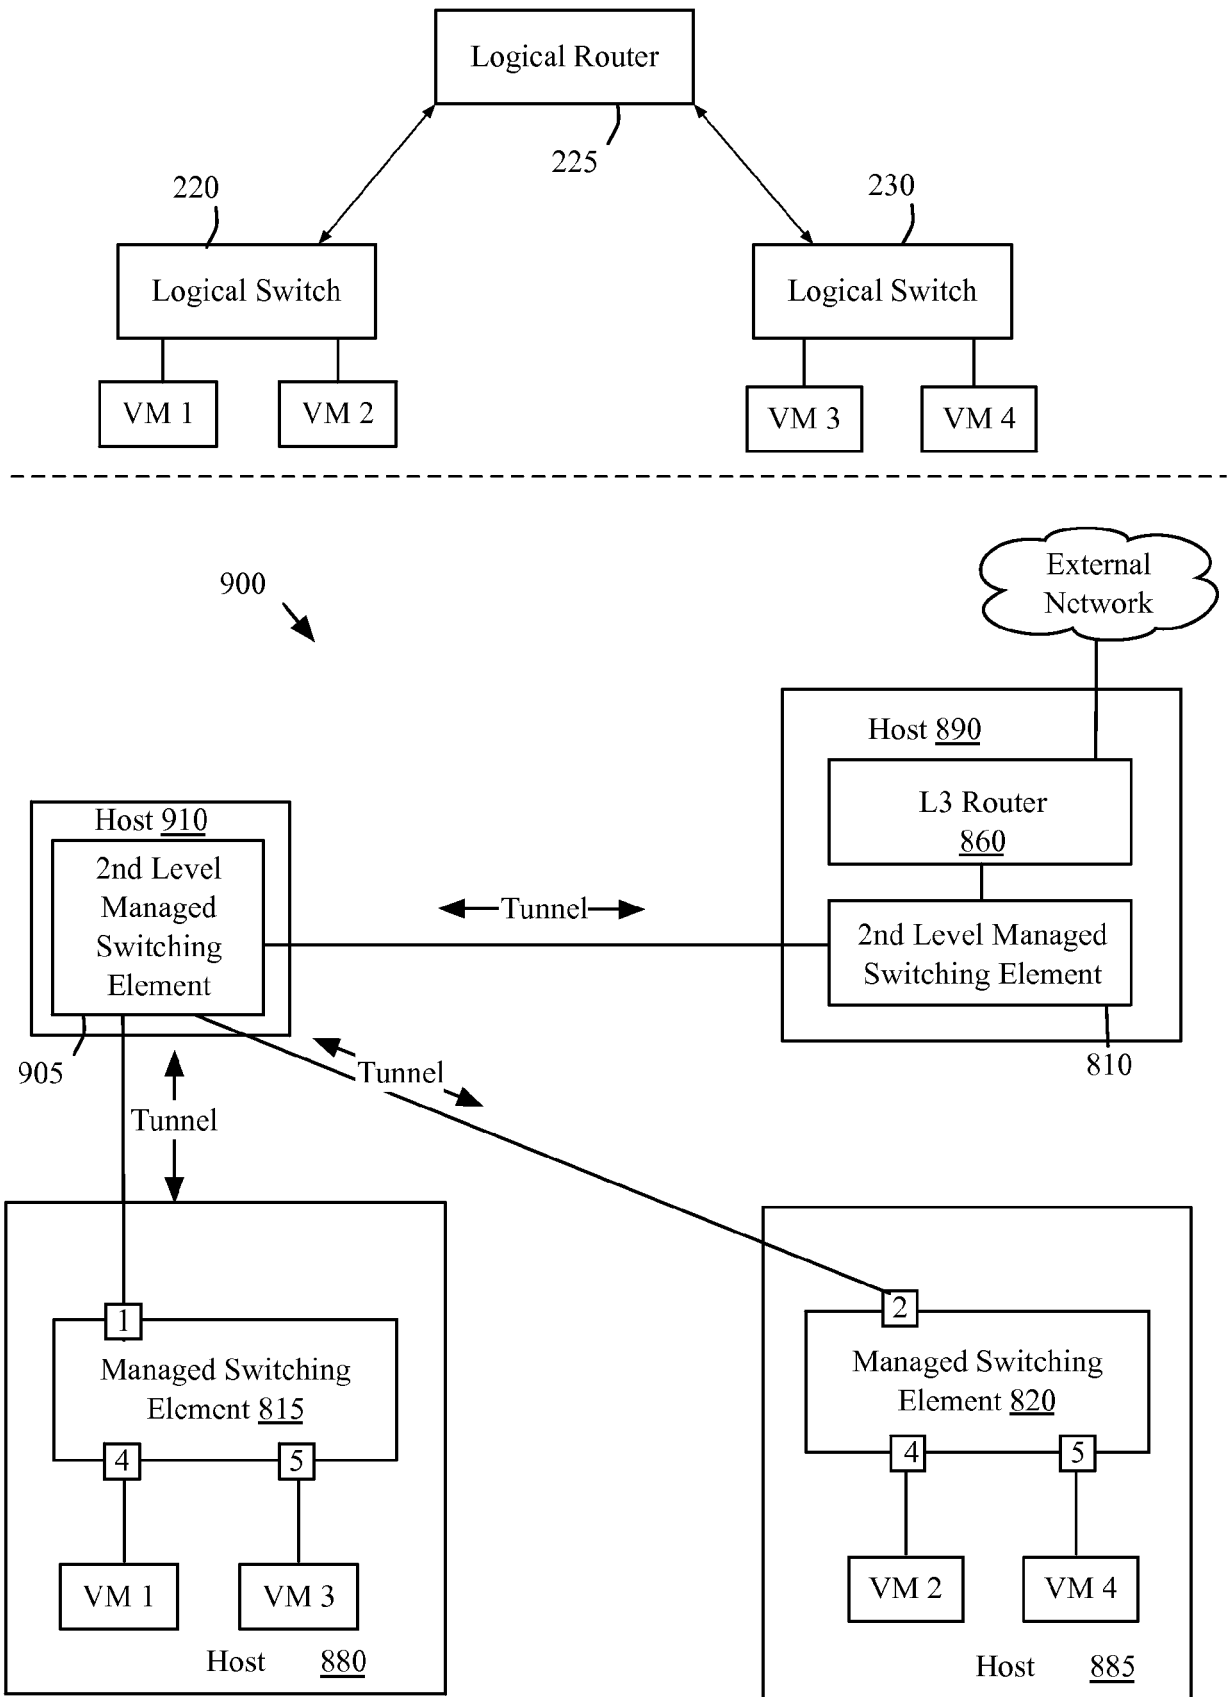 Logical Router
225
220
230
Logical Switch
Logical Switch
VM 1
VM 2
VM 3
VM 4
900
External
Network
Host 890
L3 Router
860
Host 910
2nd Level
Managed
Switching
Element
Tunnel
2nd Level Managed
Switching Element
905
810
Tunnel
Tunnel
1
2
Managed Switching
Element 815
Managed Switching
Element 820
4
5
4
5
VM 1
VM 3
VM 2
VM 4
Host 880
Host 885